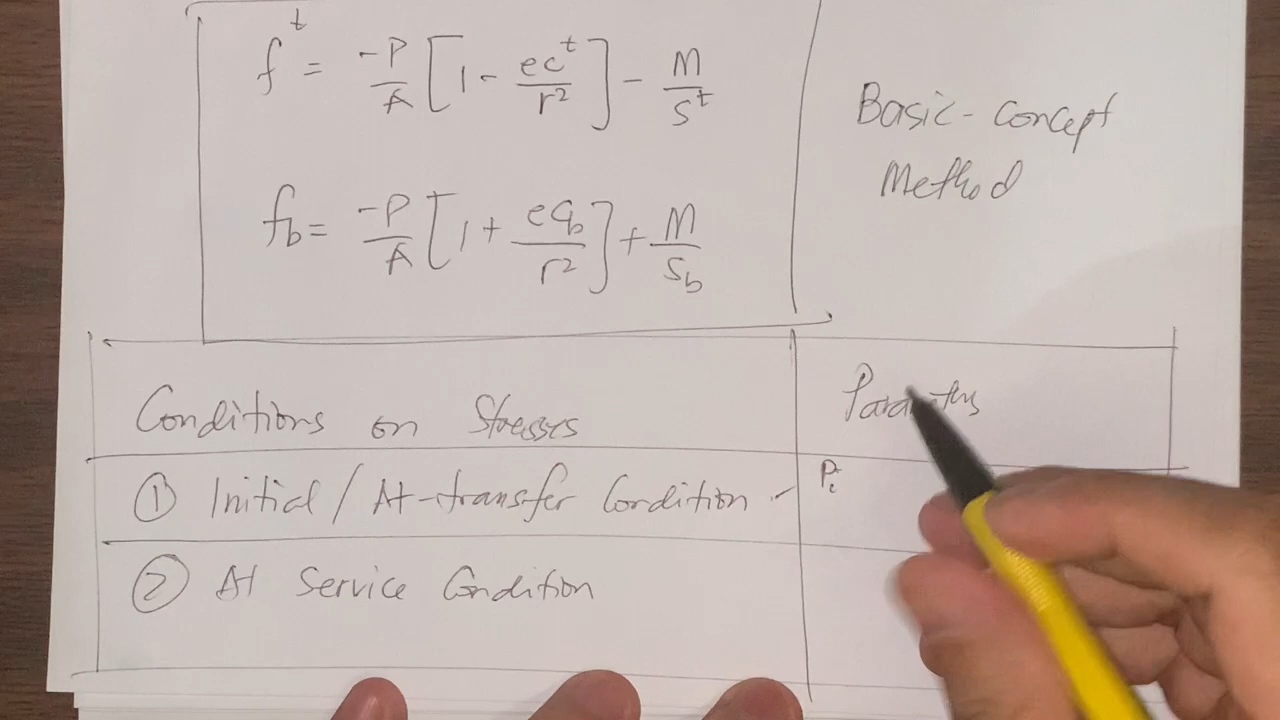 f^t = -P/A [1 - ec^t/r^2] - M/S^t
f_b = -P/A [1 + ec_b/r^2] + M/S_b
Basic-concept
Method
Conditions on Stresses
① Initial / At-transfer Condition
P_i
② At Service Condition